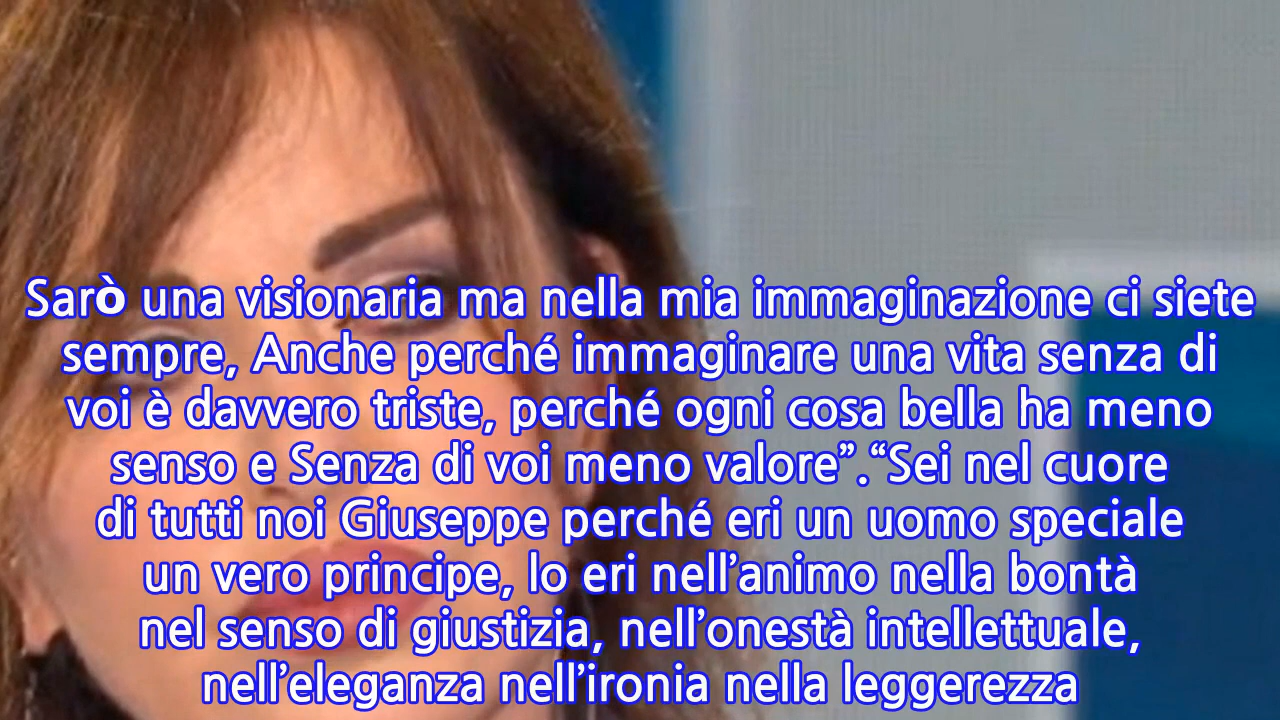 Sarò una visionaria ma nella mia immaginazione ci siete
sempre, Anche perché immaginare una vita senza di
voi è davvero triste, perché ogni cosa bella ha meno
senso e Senza di voi meno valore”.“Sei nel cuore
di tutti noi Giuseppe perché eri un uomo speciale
un vero principe, lo eri nell’animo nella bontà
nel senso di giustizia, nell’onestà intellettuale,
nell’eleganza nell’ironia nella leggerezza